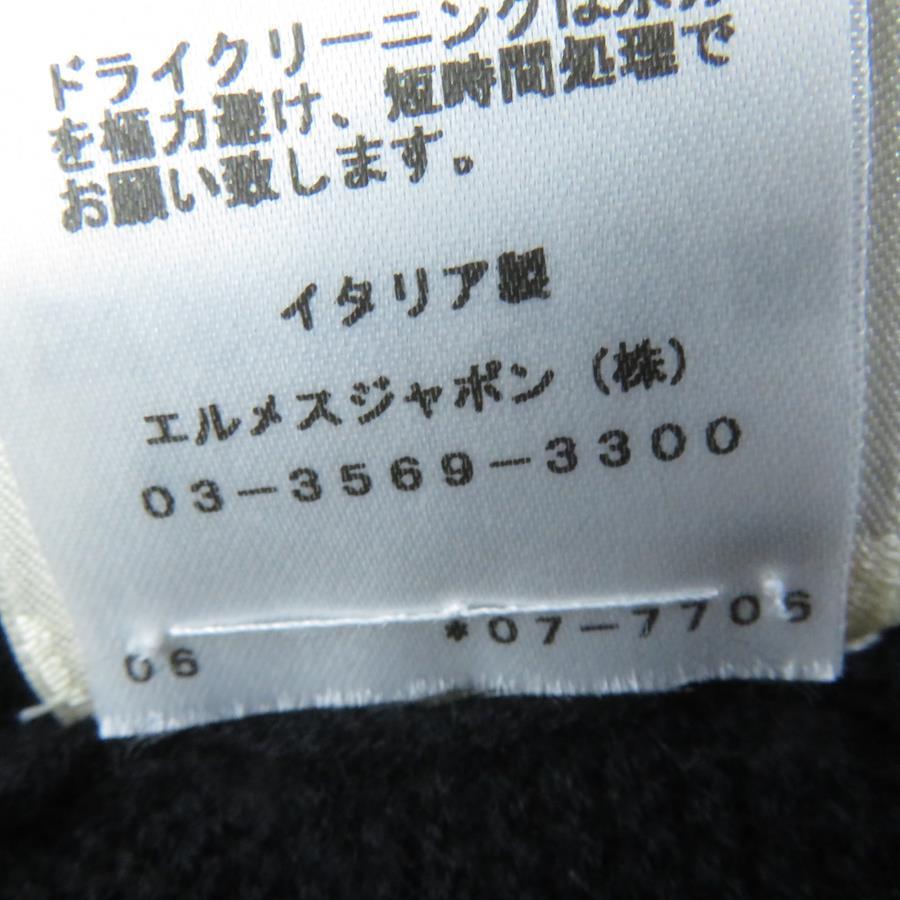 ドライクリーニングは水分
を極力避け、短時間処理で
お願い致します。
イタリア製
エルメスジャポン（株）
03-3569-3300
06 *07-7705